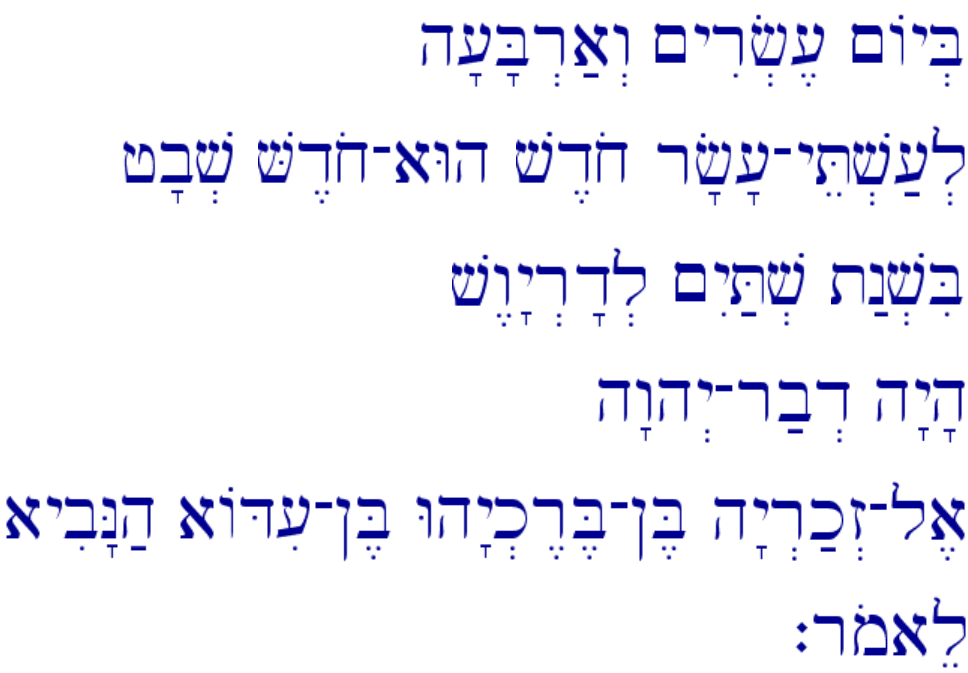 בְּיוֹם עֶשְׂרִים וְאַרְבָּעָה
לְעַשְׁתֵּי-עָשָׂר חֹדֶשׁ הוּא-חֹדֶשׁ שְׁבָט
בִּשְׁנַת שְׁתַּיִם לְדָרְיָוֶשׁ
הָיָה דְבַר-יְהוָה
אֶל-זְכַרְיָה בֶּן-בֶּרֶכְיָהוּ בֶּן-עִדּוֹא הַנָּבִיא
לֵאמֹר׃